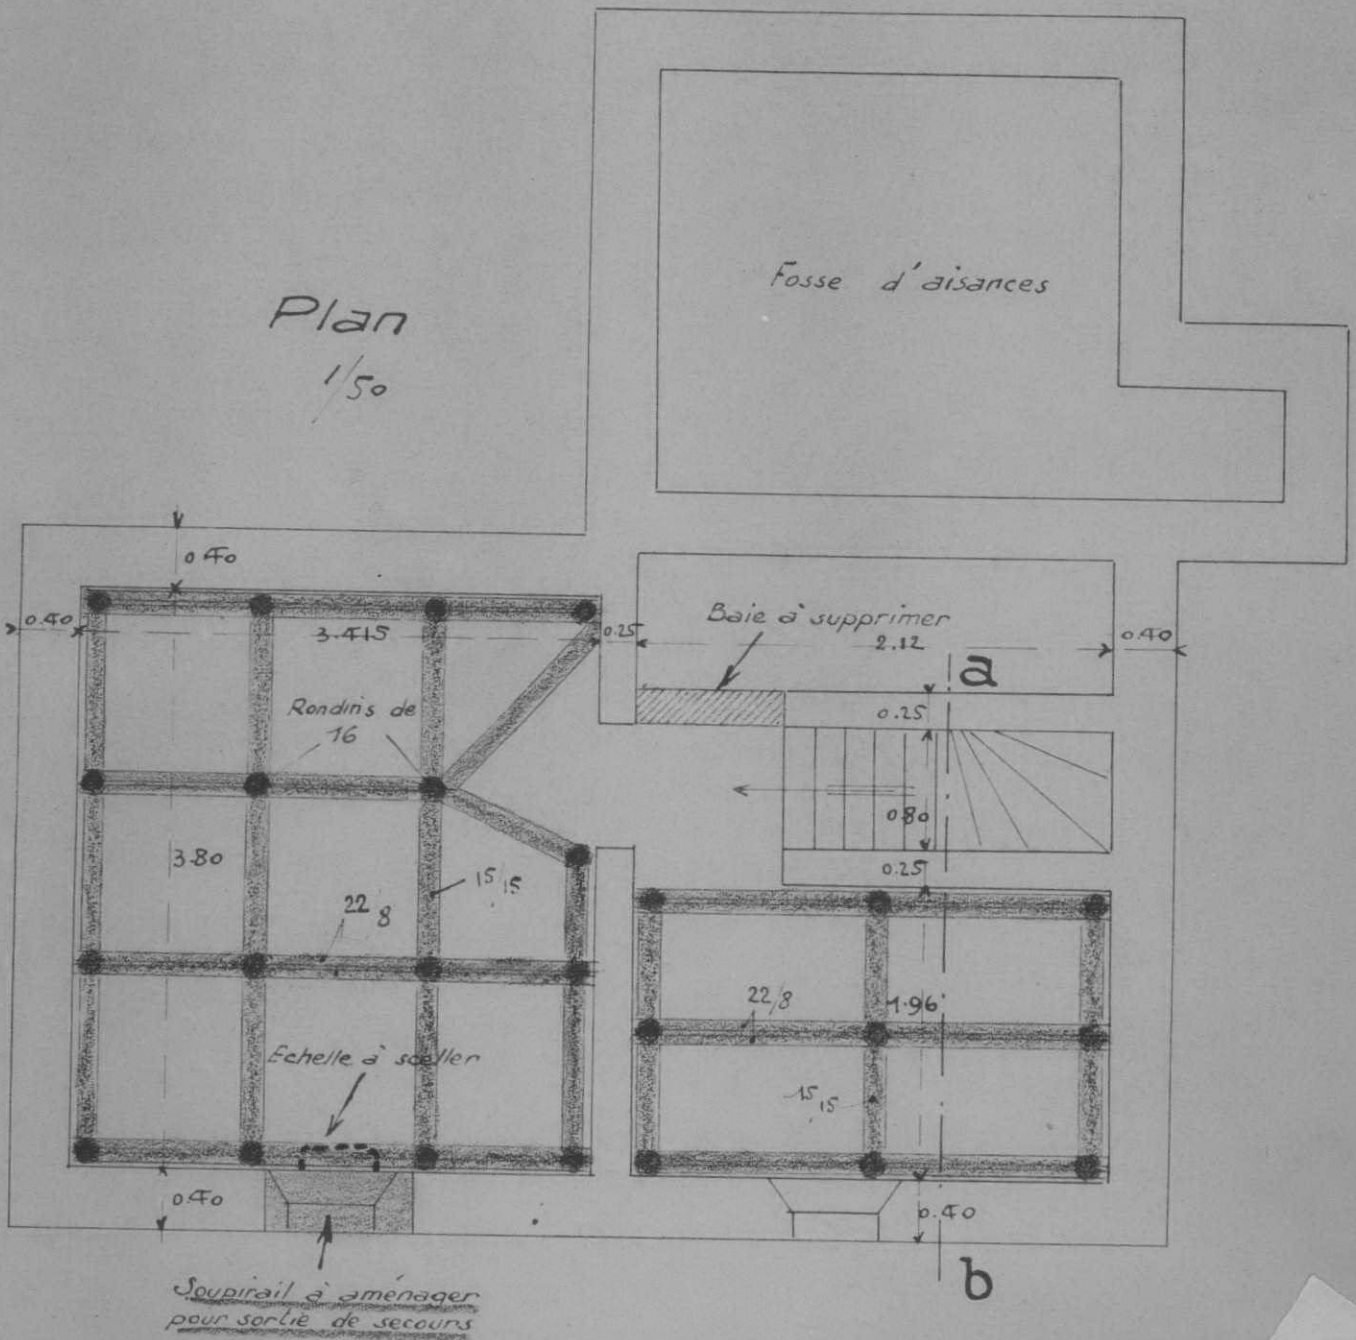 Fosse d'aisances
Plan
1/50
0.40
0.40
3.415
0.25
Baie à supprimer
2.12
0.40
a
Rondins de
16
0.25
0.80
3.80
15/15
0.25
22/8
22/8
1.96
Echelle à sceller
15/15
0.40
0.40
b
Soupirail à aménager
pour sortie de secours